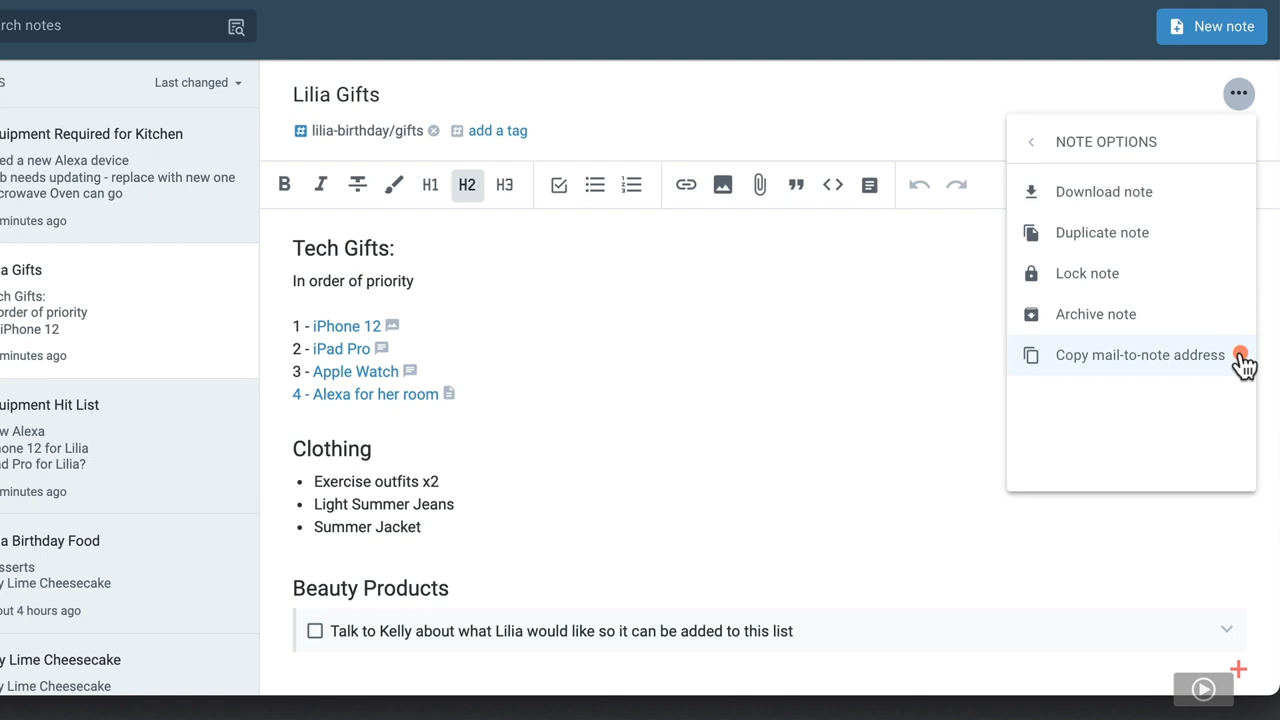 rch notes
New note
S
Last changed
uipment Required for Kitchen
ed a new Alexa device
b needs updating - replace with new one
crowave Oven can go
minutes ago
a Gifts
ch Gifts:
order of priority
iPhone 12
minutes ago
uipment Hit List
w Alexa
one 12 for Lilia
d Pro for Lilia?
minutes ago
a Birthday Food
sserts
y Lime Cheesecake
out 4 hours ago
y Lime Cheesecake
y Lime Cheesecake
Lilia Gifts
lilia-birthday/gifts
add a tag
B I H1 H2 H3
Tech Gifts:
In order of priority
1 - iPhone 12
2 - iPad Pro
3 - Apple Watch
4 - Alexa for her room
Clothing
• Exercise outfits x2
• Light Summer Jeans
• Summer Jacket
Beauty Products
Talk to Kelly about what Lilia would like so it can be added to this list
NOTE OPTIONS
Download note
Duplicate note
Lock note
Archive note
Copy mail-to-note address